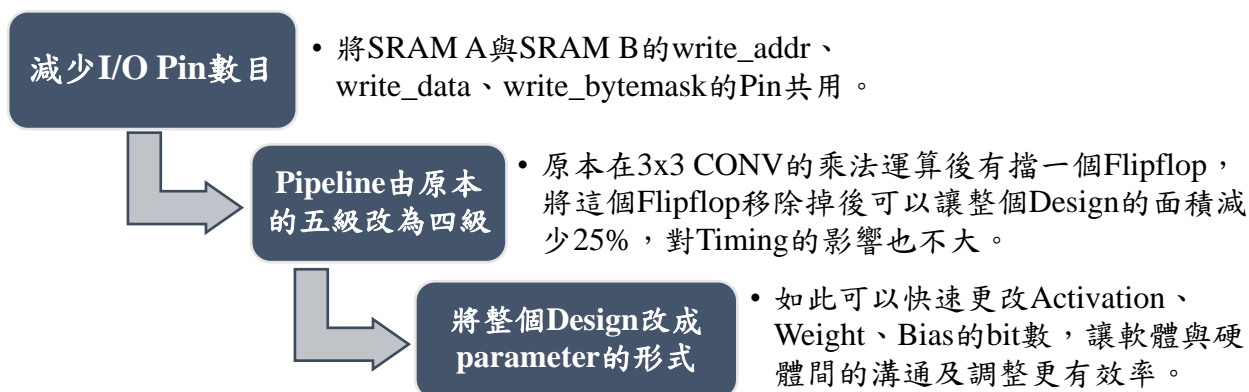 減少I/O Pin數目
• 將SRAM A與SRAM B的write_addr、
write_data、write_bytemask的Pin共用。
Pipeline由原本
的五級改為四級
• 原本在3x3 CONV的乘法運算後有擋一個Flipflop，
將這個Flipflop移除掉後可以讓整個Design的面積減
少25%，對Timing的影響也不大。
將整個Design改成
parameter的形式
• 如此可以快速更改Activation、
Weight、Bias的bit數，讓軟體與硬
體間的溝通及調整更有效率。